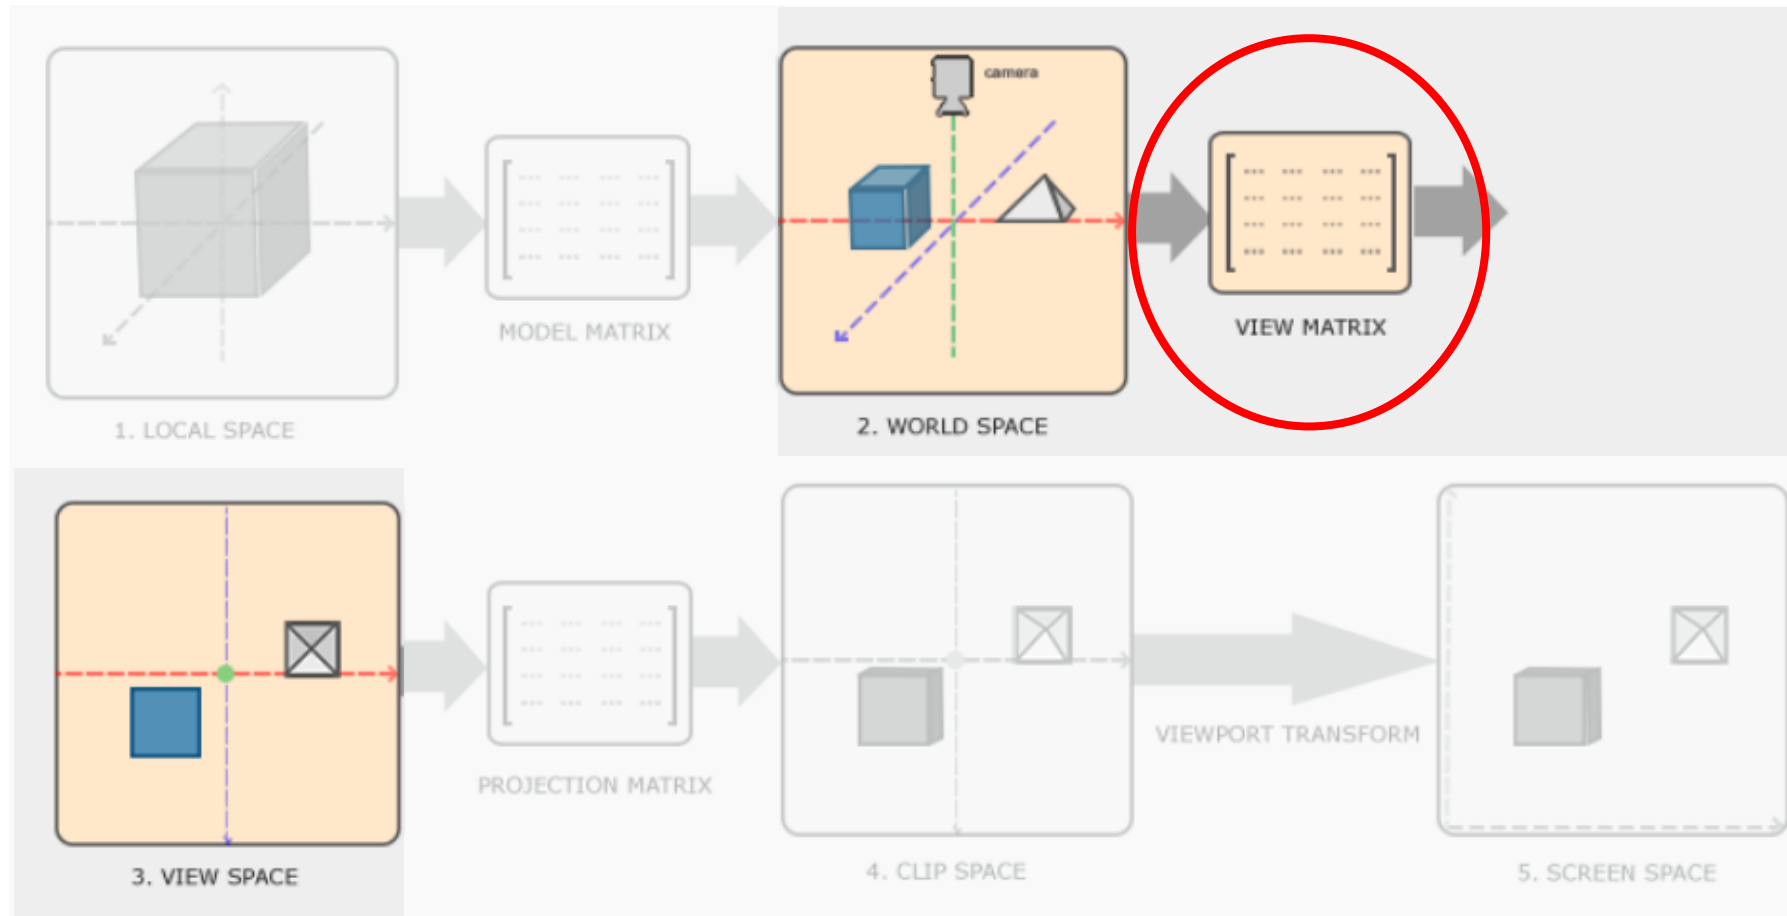 camera
MODEL MATRIX
VIEW MATRIX
1. LOCAL SPACE
2. WORLD SPACE
3. VIEW SPACE
PROJECTION MATRIX
4. CLIP SPACE
VIEWPORT TRANSFORM
5. SCREEN SPACE